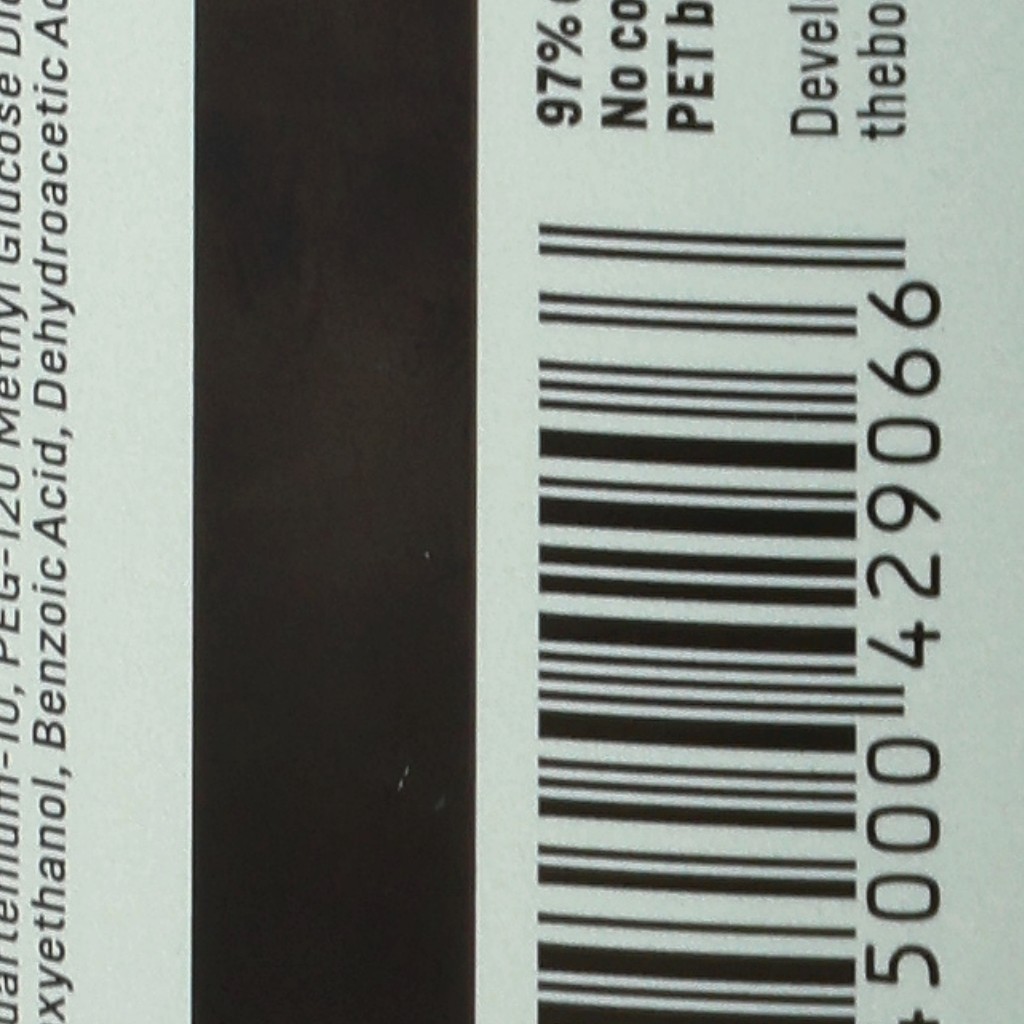 uaternium-10, PEG-120 Methyl Glucose
xyethanol, Benzoic Acid, Dehydroacetic Ac
97%
No co
PET b
Devel
thebo
5000 429066